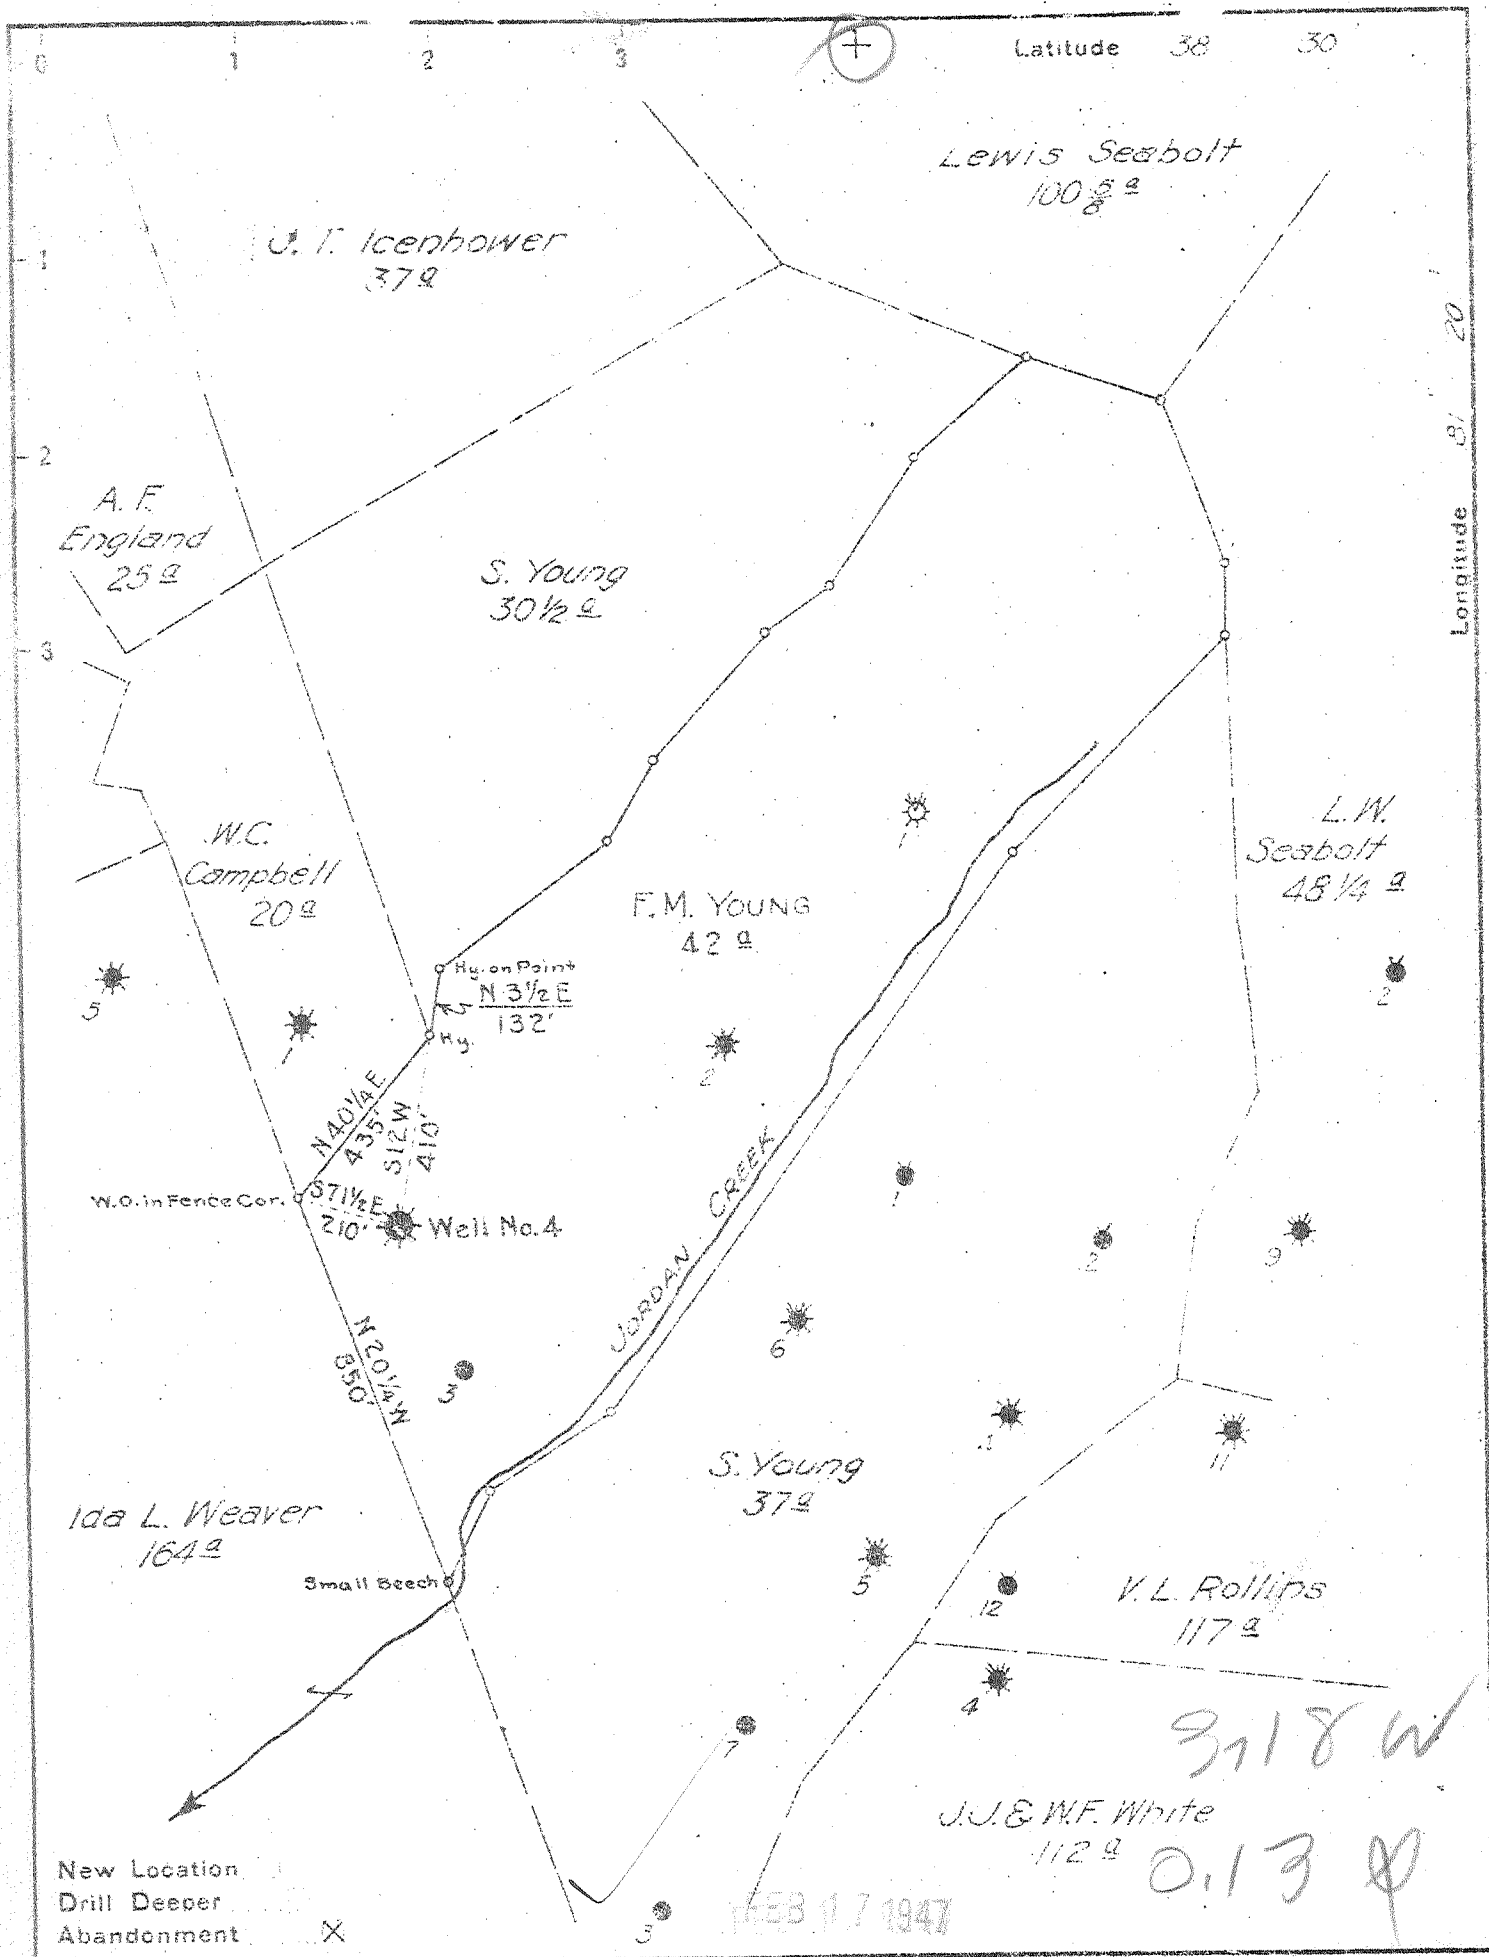 0 1 2 3
Latitude 38 30
Lewis Seabolt
100 5/8 a
J. T. Icenhower
37 a
1
2
3
Longitude 81 20
A. F.
England
25 a
S. Young
30 1/2 a
W.C.
Campbell
20 a
L.W.
Seabolt
48 1/4 a
F.M. YOUNG
42 a
Hy. on Point
N 3 1/2 E
132'
Hy.
5
1
1
2
2
N 40 1/4 E
435'
S 12 W
410'
W.O. in Fence Cor.
S 71 1/2 E
210'
Well No. 4
JORDAN CREEK
1
2
9
6
N 20 1/4 W
850'
3
1
11
S. Young
37 a
Ida L. Weaver
164 a
5
12
Small Beech
V. L. Rollins
117 a
4
7
3,18 W
J.J. & W.F. White
112 a
0.13
New Location
Drill Deeper
Abandonment X
3
FEB 17 1947